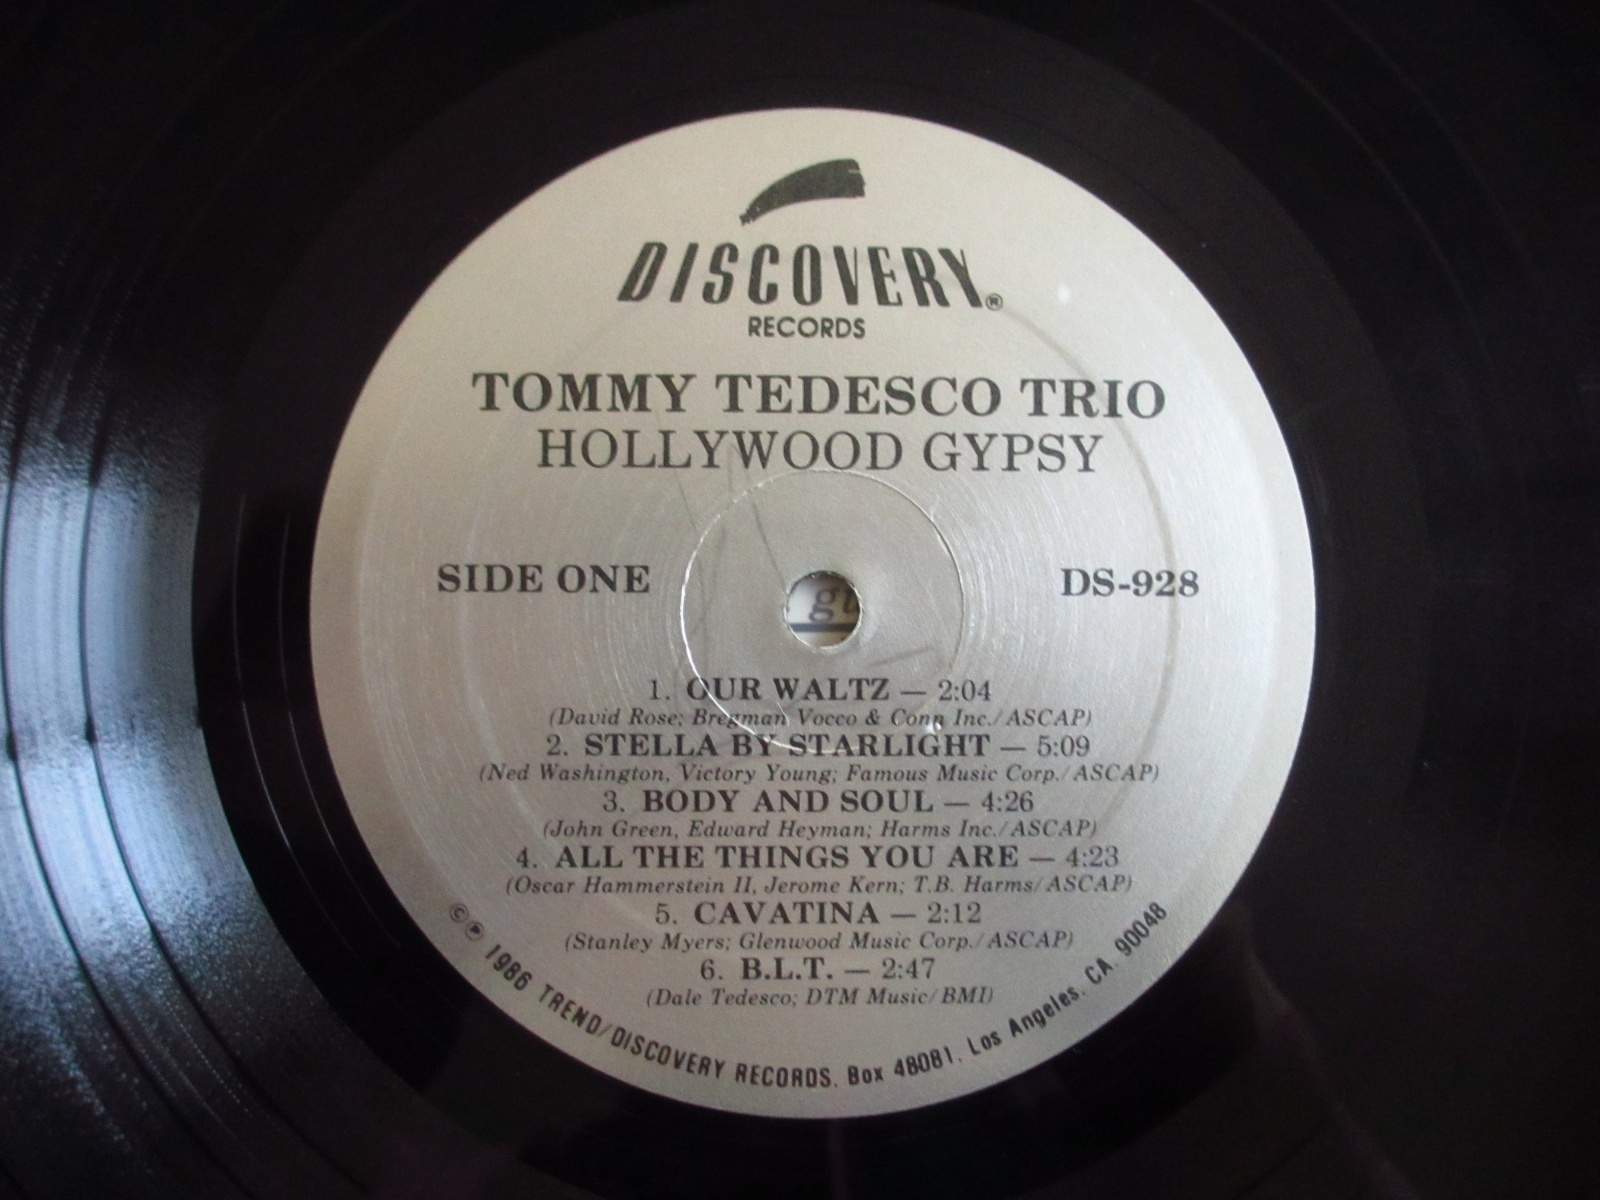 DISCOVERY®
RECORDS
TOMMY TEDESCO TRIO
HOLLYWOOD GYPSY
SIDE ONE
DS-928
1. OUR WALTZ — 2:04
(David Rose; Bregman Vocco & Conn Inc./ASCAP)
2. STELLA BY STARLIGHT — 5:09
(Ned Washington, Victory Young; Famous Music Corp./ASCAP)
3. BODY AND SOUL — 4:26
(John Green, Edward Heyman; Harms Inc./ASCAP)
4. ALL THE THINGS YOU ARE — 4:23
(Oscar Hammerstein II, Jerome Kern; T.B. Harms/ASCAP)
5. CAVATINA — 2:12
(Stanley Myers; Glenwood Music Corp./ASCAP)
6. B.L.T. — 2:47
(Dale Tedesco; DTM Music/BMI)
©℗ 1986 TREND/DISCOVERY RECORDS. Box 48081. Los Angeles. CA. 90048